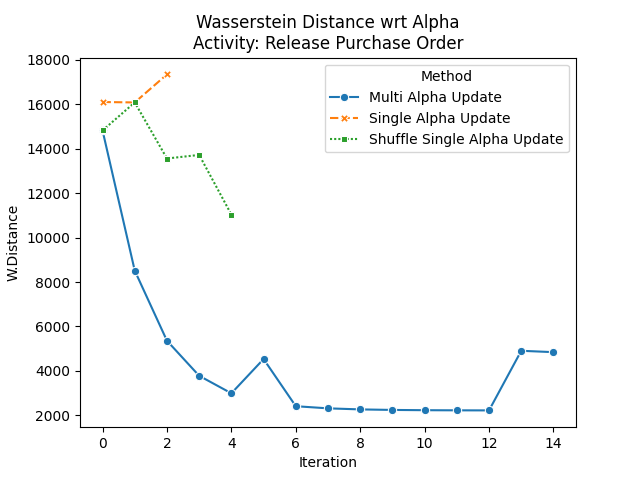 Wasserstein Distance wrt Alpha
Activity: Release Purchase Order
Method
Multi Alpha Update
Single Alpha Update
Shuffle Single Alpha Update
W.Distance
18000
16000
14000
12000
10000
8000
6000
4000
2000
0 2 4 6 8 10 12 14
Iteration